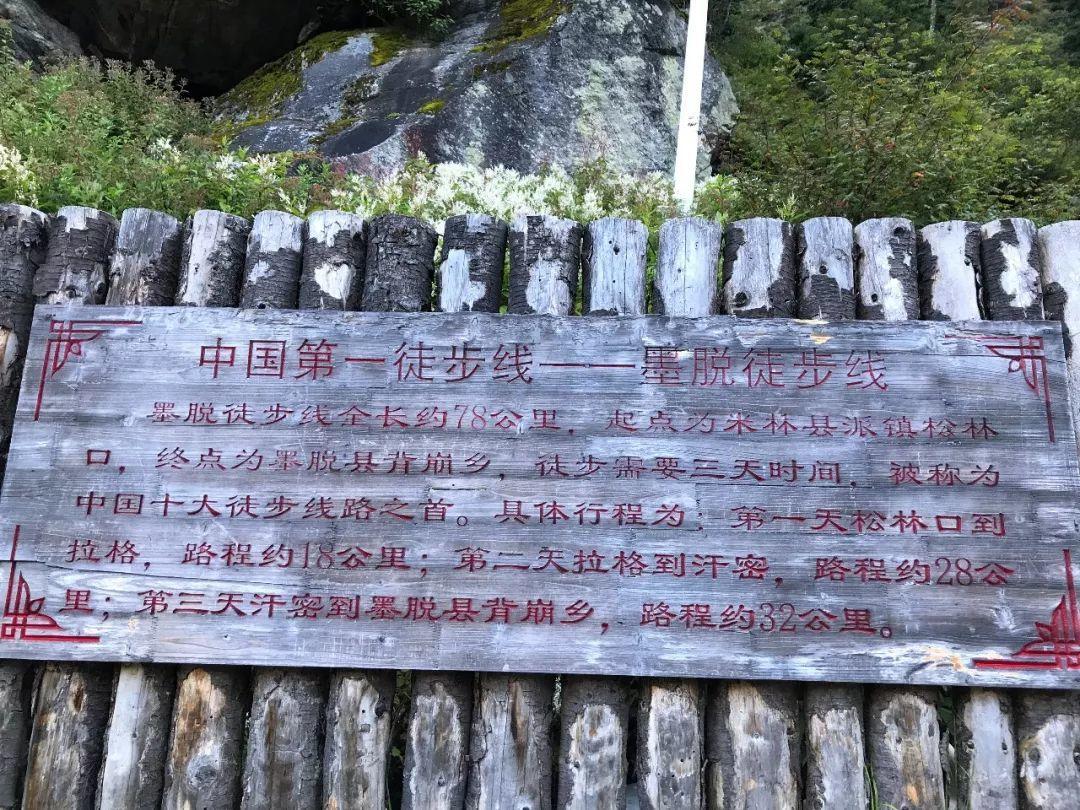 中国第一徒步线——墨脱徒步线
墨脱徒步线全长约78公里，起点为米林县派镇松林
口，终点为墨脱县背崩乡，徒步需要三天时间，被称为
中国十大徒步线路之首。具体行程为：第一天松林口到
拉格，路程约18公里；第二天拉格到汗密，路程约28公
里；第三天汗密到墨脱县背崩乡，路程约32公里。